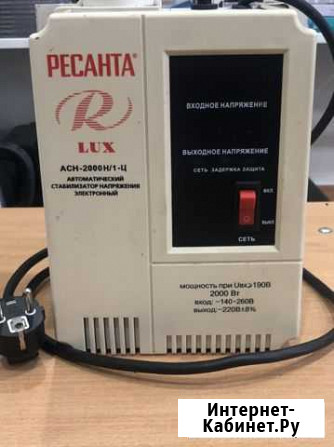 РЕСАНТА®
R
LUX
АСН-2000Н/1-Ц
АВТОМАТИЧЕСКИЙ
СТАБИЛИЗАТОР НАПРЯЖЕНИЯ
ЭЛЕКТРОННЫЙ
ВХОДНОЕ НАПРЯЖЕНИЕ
ВЫХОДНОЕ НАПРЯЖЕНИЕ
СЕТЬ ЗАДЕРЖКА ЗАЩИТА
ВКЛ
ВЫКЛ
СЕТЬ
мощность при Uвх≥190В
2000 Вт
вход: ~140-260В
выход:~220В±8%
Интернет-
Кабинет.Ру